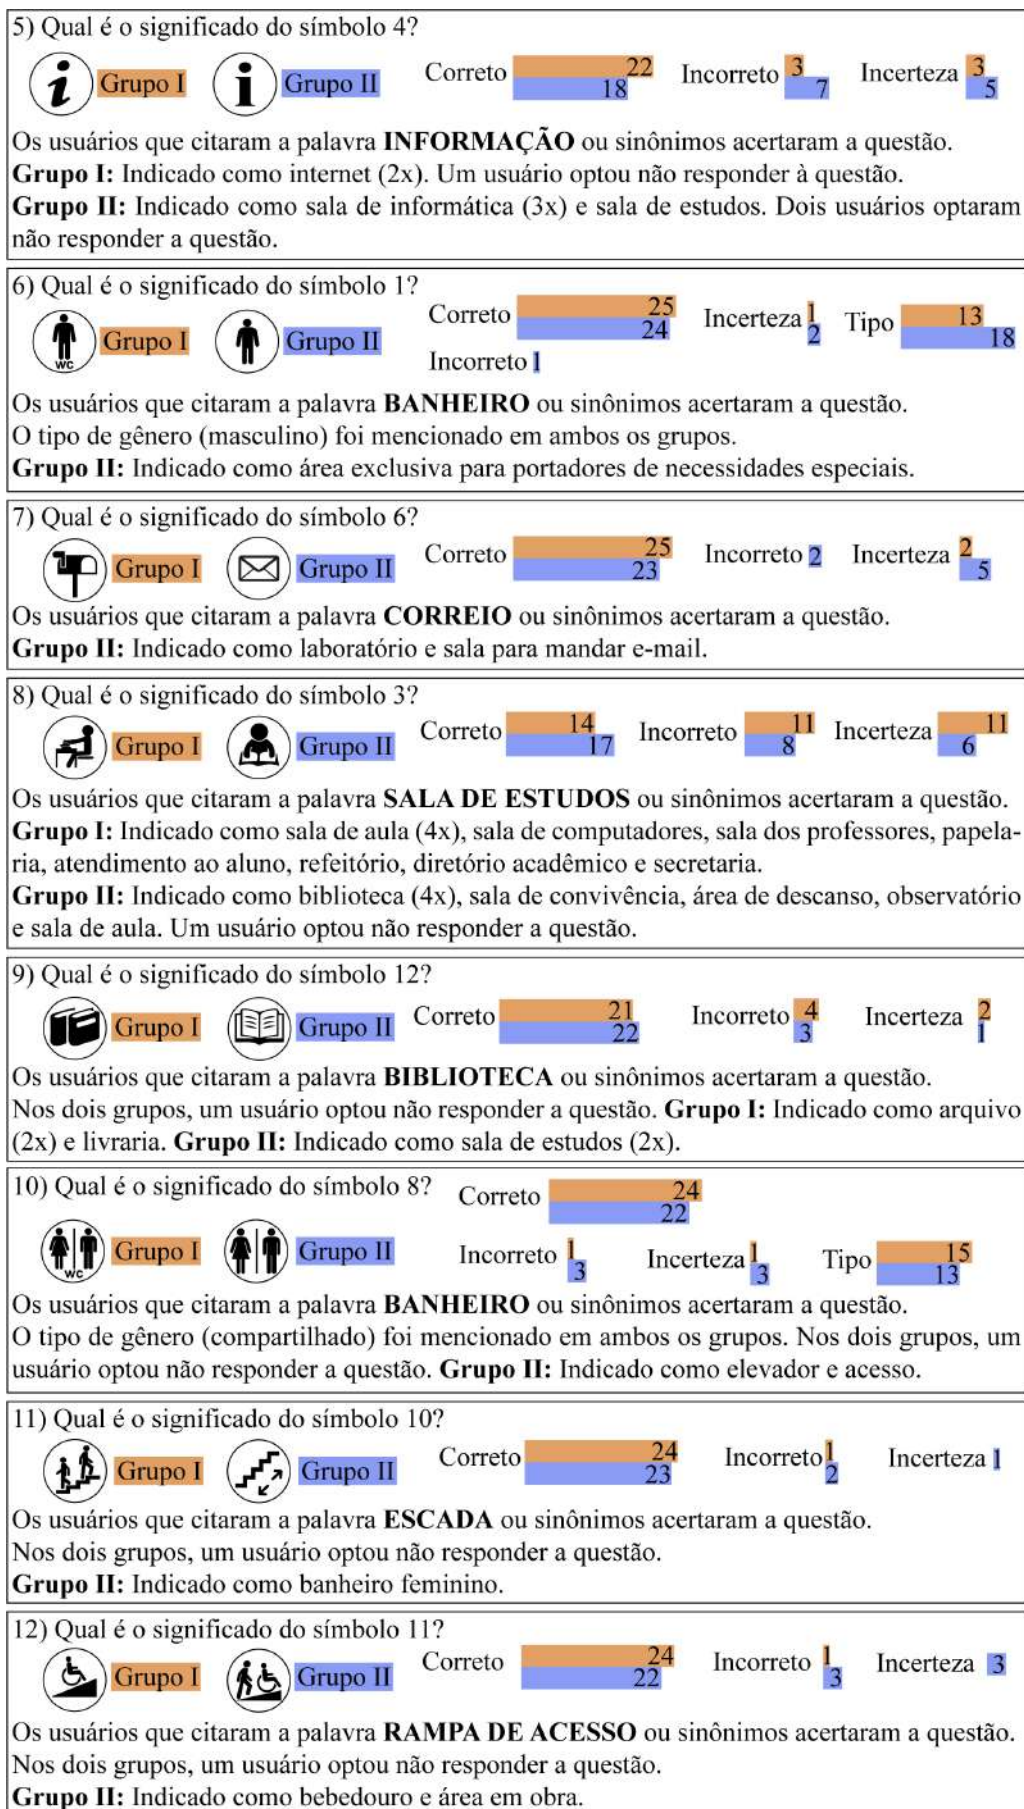 5) Qual é o significado do símbolo 4?
i Grupo I i Grupo II Correto 22 18 Incorreto 3 7 Incerteza 3 5
Os usuários que citaram a palavra INFORMAÇÃO ou sinônimos acertaram a questão.
Grupo I: Indicado como internet (2x). Um usuário optou não responder à questão.
Grupo II: Indicado como sala de informática (3x) e sala de estudos. Dois usuários optaram
não responder a questão.
6) Qual é o significado do símbolo 1?
WC Grupo I Grupo II Correto 25 24 Incerteza 1 2 Tipo 13 18
Incorreto 1
Os usuários que citaram a palavra BANHEIRO ou sinônimos acertaram a questão.
O tipo de gênero (masculino) foi mencionado em ambos os grupos.
Grupo II: Indicado como área exclusiva para portadores de necessidades especiais.
7) Qual é o significado do símbolo 6?
Grupo I Grupo II Correto 25 23 Incorreto 2 Incerteza 2 5
Os usuários que citaram a palavra CORREIO ou sinônimos acertaram a questão.
Grupo II: Indicado como laboratório e sala para mandar e-mail.
8) Qual é o significado do símbolo 3?
Grupo I Grupo II Correto 14 17 Incorreto 11 8 Incerteza 11 6
Os usuários que citaram a palavra SALA DE ESTUDOS ou sinônimos acertaram a questão.
Grupo I: Indicado como sala de aula (4x), sala de computadores, sala dos professores, papela-
ria, atendimento ao aluno, refeitório, diretório acadêmico e secretaria.
Grupo II: Indicado como biblioteca (4x), sala de convivência, área de descanso, observatório
e sala de aula. Um usuário optou não responder a questão.
9) Qual é o significado do símbolo 12?
Grupo I Grupo II Correto 21 22 Incorreto 4 3 Incerteza 2 1
Os usuários que citaram a palavra BIBLIOTECA ou sinônimos acertaram a questão.
Nos dois grupos, um usuário optou não responder a questão. Grupo I: Indicado como arquivo
(2x) e livraria. Grupo II: Indicado como sala de estudos (2x).
10) Qual é o significado do símbolo 8? Correto 24 22
WC Grupo I Grupo II Incorreto 1 3 Incerteza 1 3 Tipo 15 13
Os usuários que citaram a palavra BANHEIRO ou sinônimos acertaram a questão.
O tipo de gênero (compartilhado) foi mencionado em ambos os grupos. Nos dois grupos, um
usuário optou não responder a questão. Grupo II: Indicado como elevador e acesso.
11) Qual é o significado do símbolo 10?
Grupo I Grupo II Correto 24 23 Incorreto 1 2 Incerteza 1
Os usuários que citaram a palavra ESCADA ou sinônimos acertaram a questão.
Nos dois grupos, um usuário optou não responder a questão.
Grupo II: Indicado como banheiro feminino.
12) Qual é o significado do símbolo 11?
Grupo I Grupo II Correto 24 22 Incorreto 1 3 Incerteza 3
Os usuários que citaram a palavra RAMPA DE ACESSO ou sinônimos acertaram a questão.
Nos dois grupos, um usuário optou não responder a questão.
Grupo II: Indicado como bebedouro e área em obra.